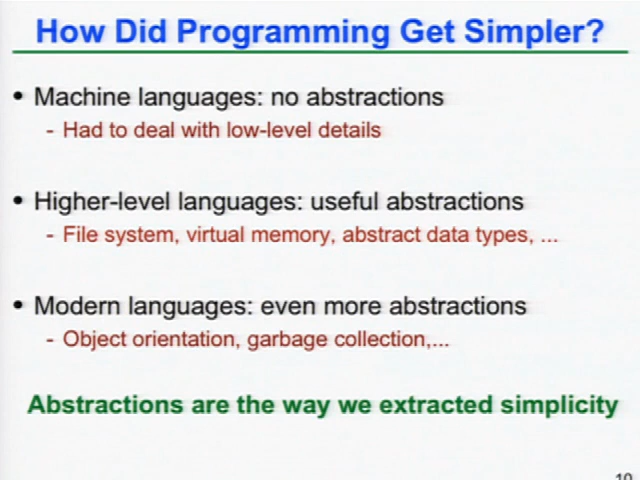 How Did Programming Get Simpler?
• Machine languages: no abstractions
- Had to deal with low-level details
• Higher-level languages: useful abstractions
- File system, virtual memory, abstract data types, ...
• Modern languages: even more abstractions
- Object orientation, garbage collection,...
Abstractions are the way we extracted simplicity